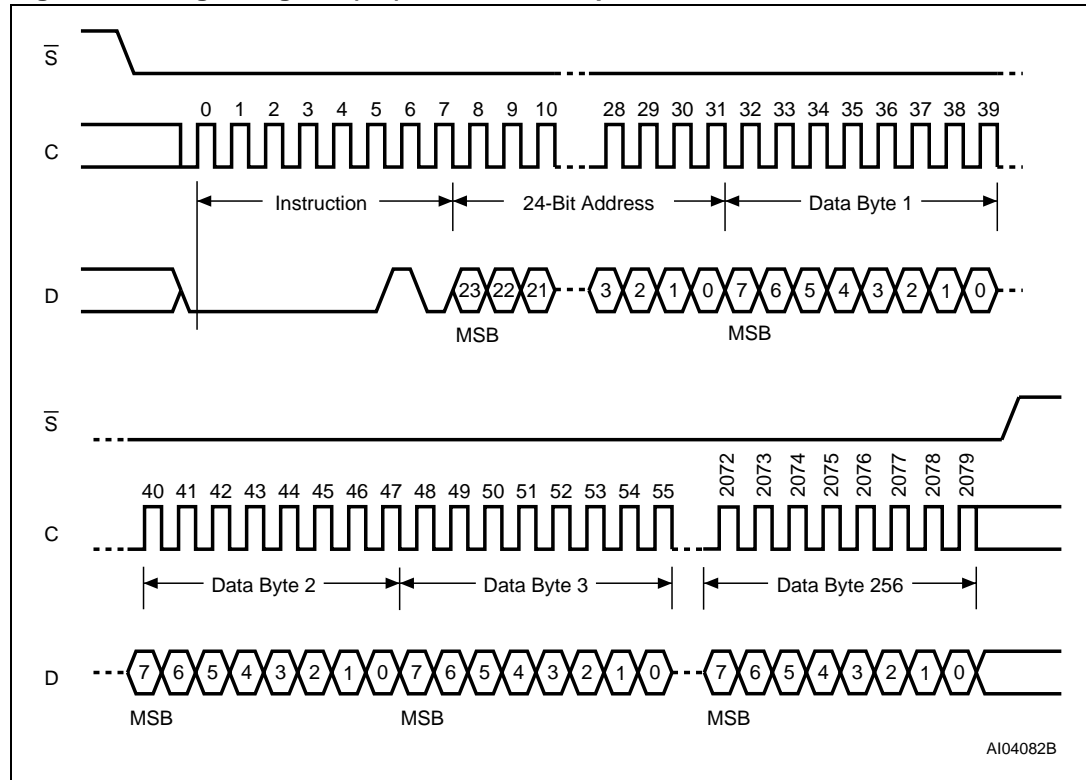 S
0 1 2 3 4 5 6 7 8 9 10 28 29 30 31 32 33 34 35 36 37 38 39
C
Instruction 24-Bit Address Data Byte 1
D 23 22 21 3 2 1 0 7 6 5 4 3 2 1 0
MSB MSB
S
2072 2073 2074 2075 2076 2077 2078 2079
40 41 42 43 44 45 46 47 48 49 50 51 52 53 54 55
C
Data Byte 2 Data Byte 3 Data Byte 256
D 7 6 5 4 3 2 1 0 7 6 5 4 3 2 1 0 7 6 5 4 3 2 1 0
MSB MSB MSB
AI04082B